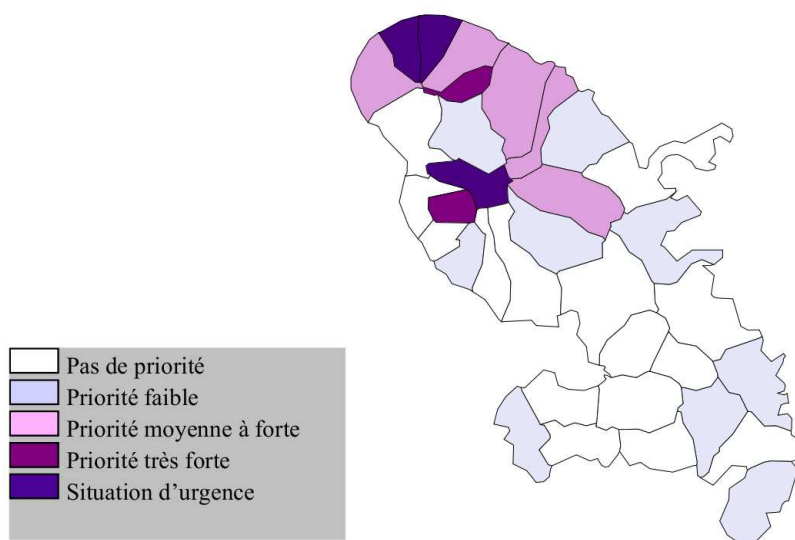 Pas de priorité
Priorité faible
Priorité moyenne à forte
Priorité très forte
Situation d’urgence